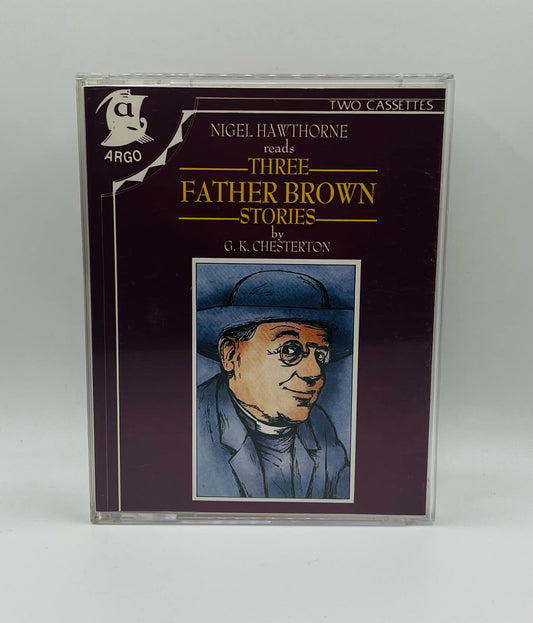 a
ARGO
TWO CASSETTES
NIGEL HAWTHORNE
reads
THREE
FATHER BROWN
STORIES
by
G. K. CHESTERTON